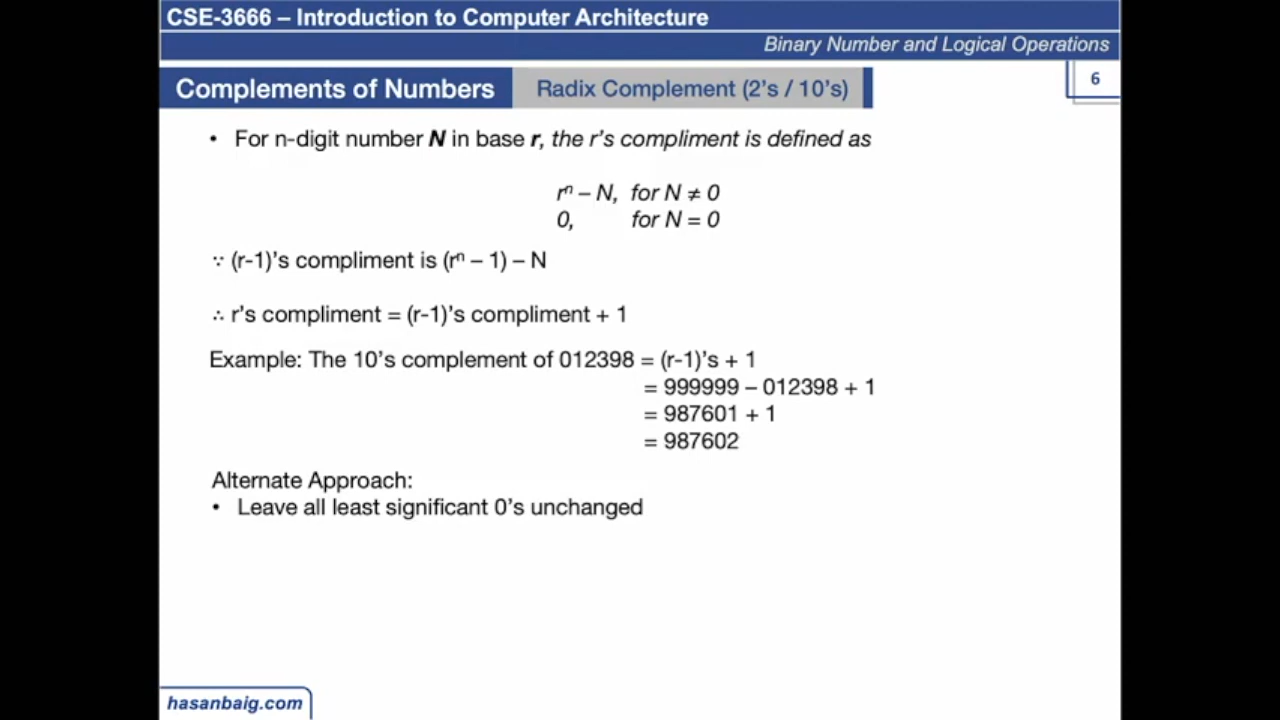 CSE-3666 – Introduction to Computer Architecture
Binary Number and Logical Operations
Complements of Numbers
Radix Complement (2's / 10's)
6
• For n-digit number N in base r, the r's compliment is defined as
rⁿ – N, for N ≠ 0
0, for N = 0
∵ (r-1)'s compliment is (rⁿ – 1) – N
∴ r's compliment = (r-1)'s compliment + 1
Example: The 10's complement of 012398 = (r-1)'s + 1
= 999999 – 012398 + 1
= 987601 + 1
= 987602
Alternate Approach:
• Leave all least significant 0's unchanged
hasanbaig.com